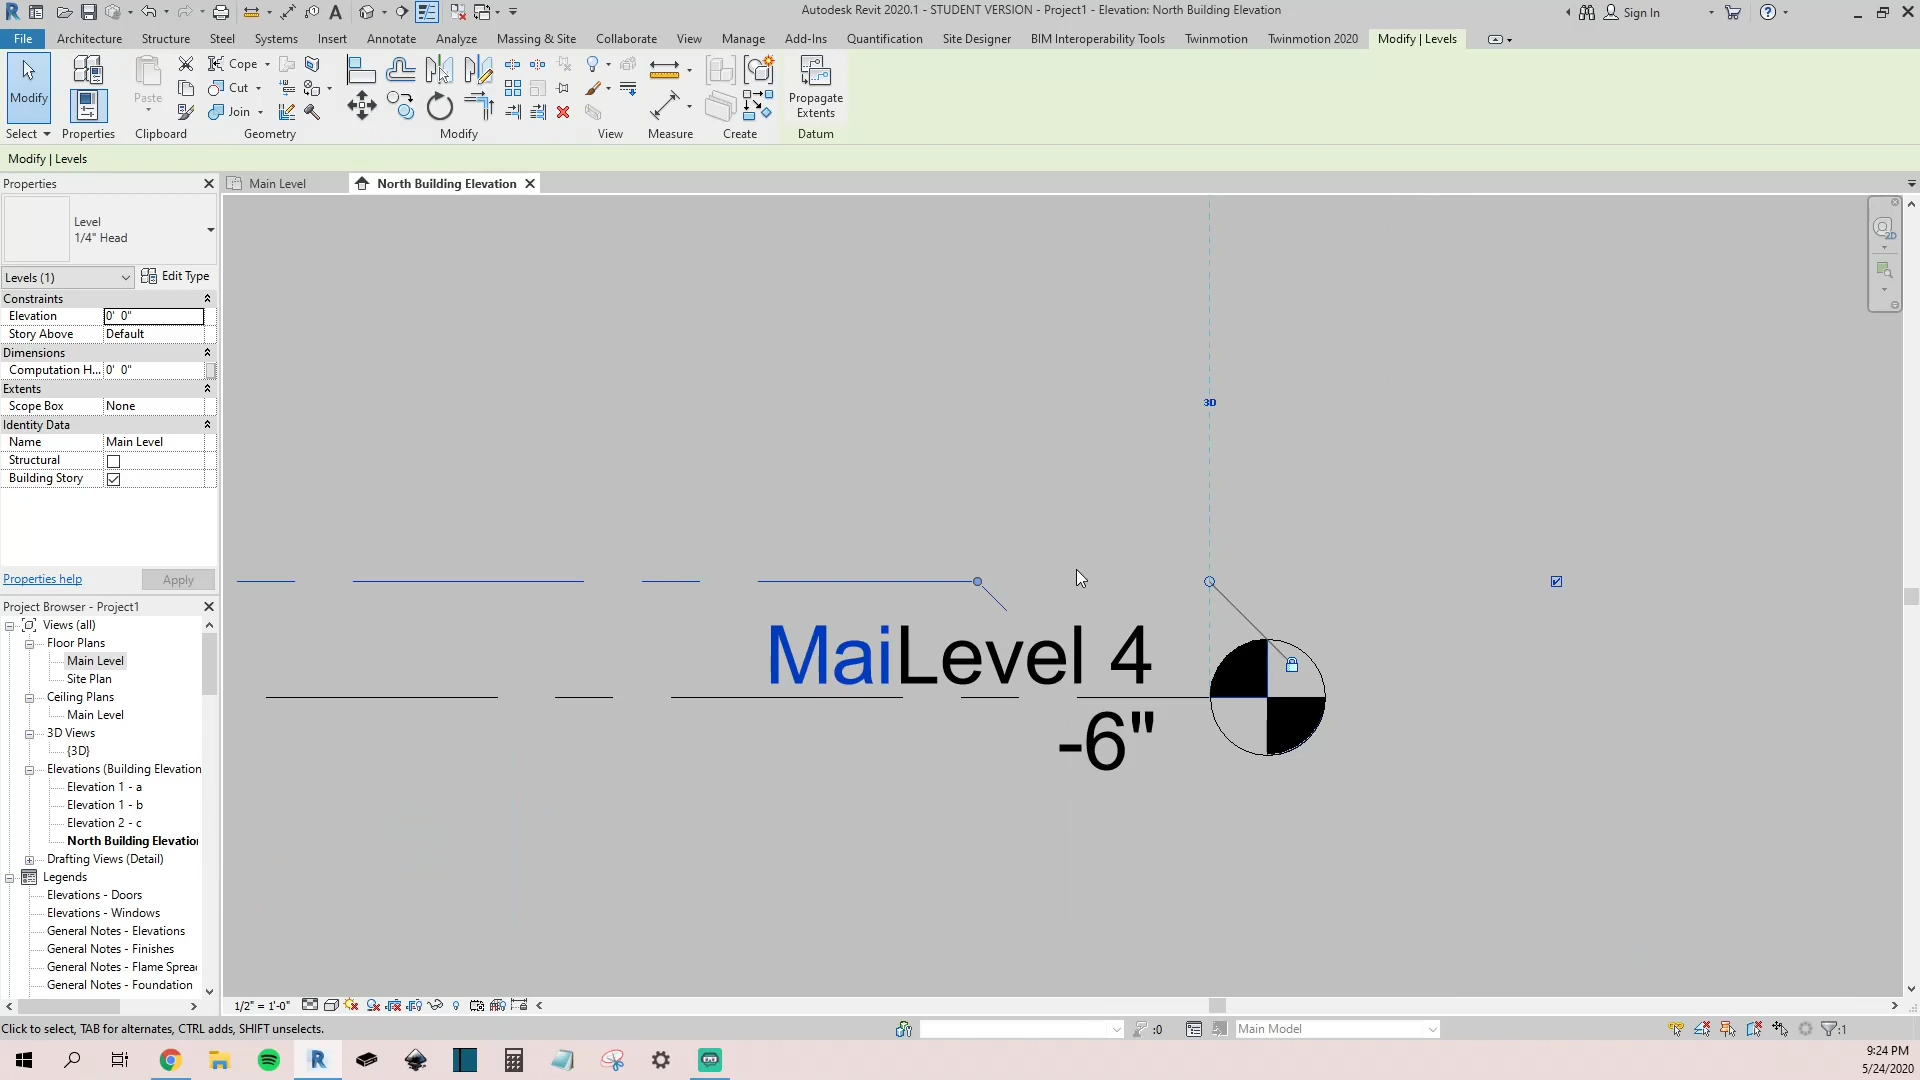 Autodesk Revit 2020.1 - STUDENT VERSION - Project1 - Elevation: North Building Elevation
Sign In
File Architecture Structure Steel Systems Insert Annotate Analyze Massing & Site Collaborate View Manage Add-Ins Quantification Site Designer BIM Interoperability Tools Twinmotion Twinmotion 2020 Modify | Levels
Cope
Cut
Join
Modify
Paste
Propagate
Extents
Select Properties Clipboard Geometry Modify View Measure Create Datum
Modify | Levels
Properties
Main Level
North Building Elevation
Level
1/4" Head
Levels (1)
Edit Type
Constraints
Elevation 0' 0"
Story Above Default
Dimensions
Computation H... 0' 0"
Extents
Scope Box None
Identity Data
Name Main Level
Structural
Building Story
Properties help
Apply
3D
MaiLevel 4
-6"
Project Browser - Project1
Views (all)
Floor Plans
Main Level
Site Plan
Ceiling Plans
Main Level
3D Views
{3D}
Elevations (Building Elevation
Elevation 1 - a
Elevation 1 - b
Elevation 2 - c
North Building Elevatio
Drafting Views (Detail)
Legends
Elevations - Doors
Elevations - Windows
General Notes - Elevations
General Notes - Finishes
General Notes - Flame Sprea
General Notes - Foundation
1/2" = 1'-0"
Click to select, TAB for alternates, CTRL adds, SHIFT unselects.
:0
Main Model
:1
9:24 PM
5/24/2020